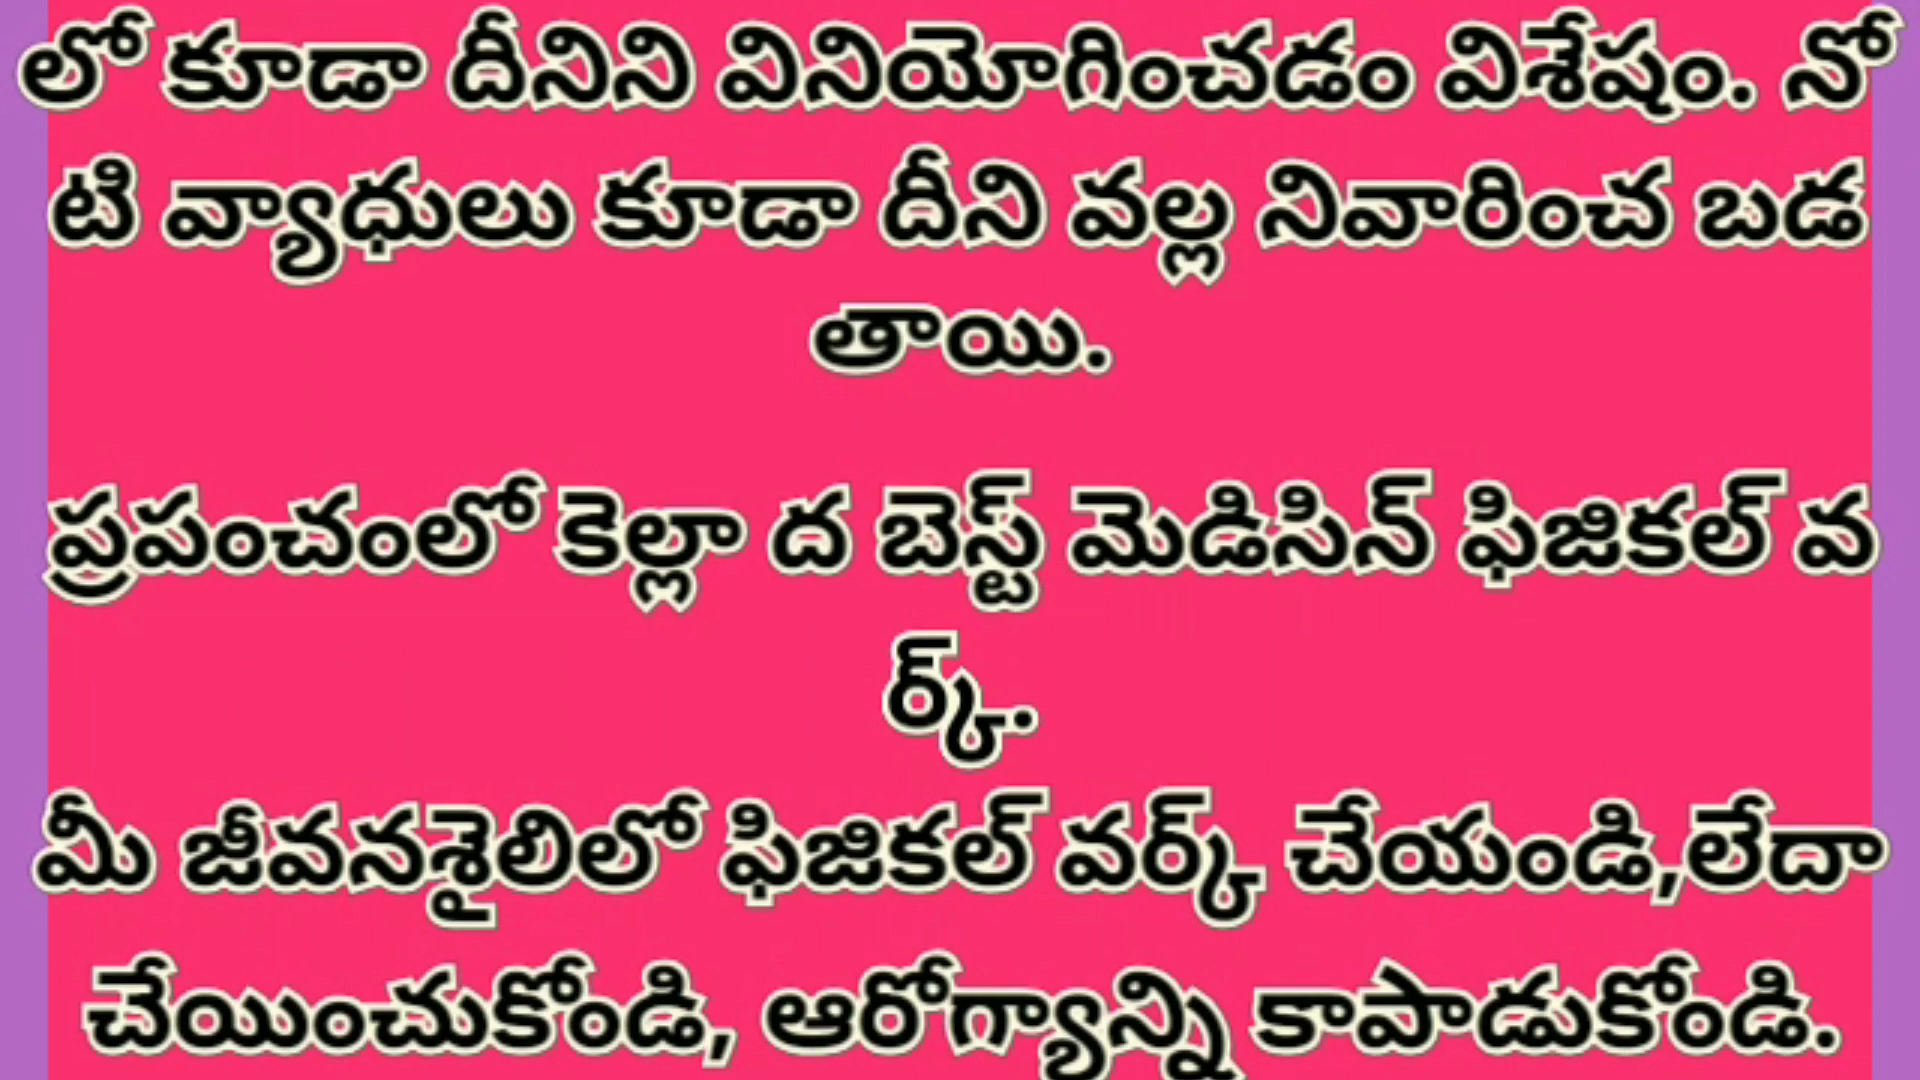 లో కూడా దీనిని వినియోగించడం విశేషం. నో
టి వ్యాధులు కూడా దీని వల్ల నివారించ బడ
తాయి.
ప్రపంచంలో కెల్లా ద బెస్ట్ మెడిసిన్ ఫిజికల్ వ
ర్క్.
మీ జీవనశైలిలో ఫిజికల్ వర్క్ చేయండి,లేదా
చేయించుకోండి, ఆరోగ్యాన్ని కాపాడుకోండి.